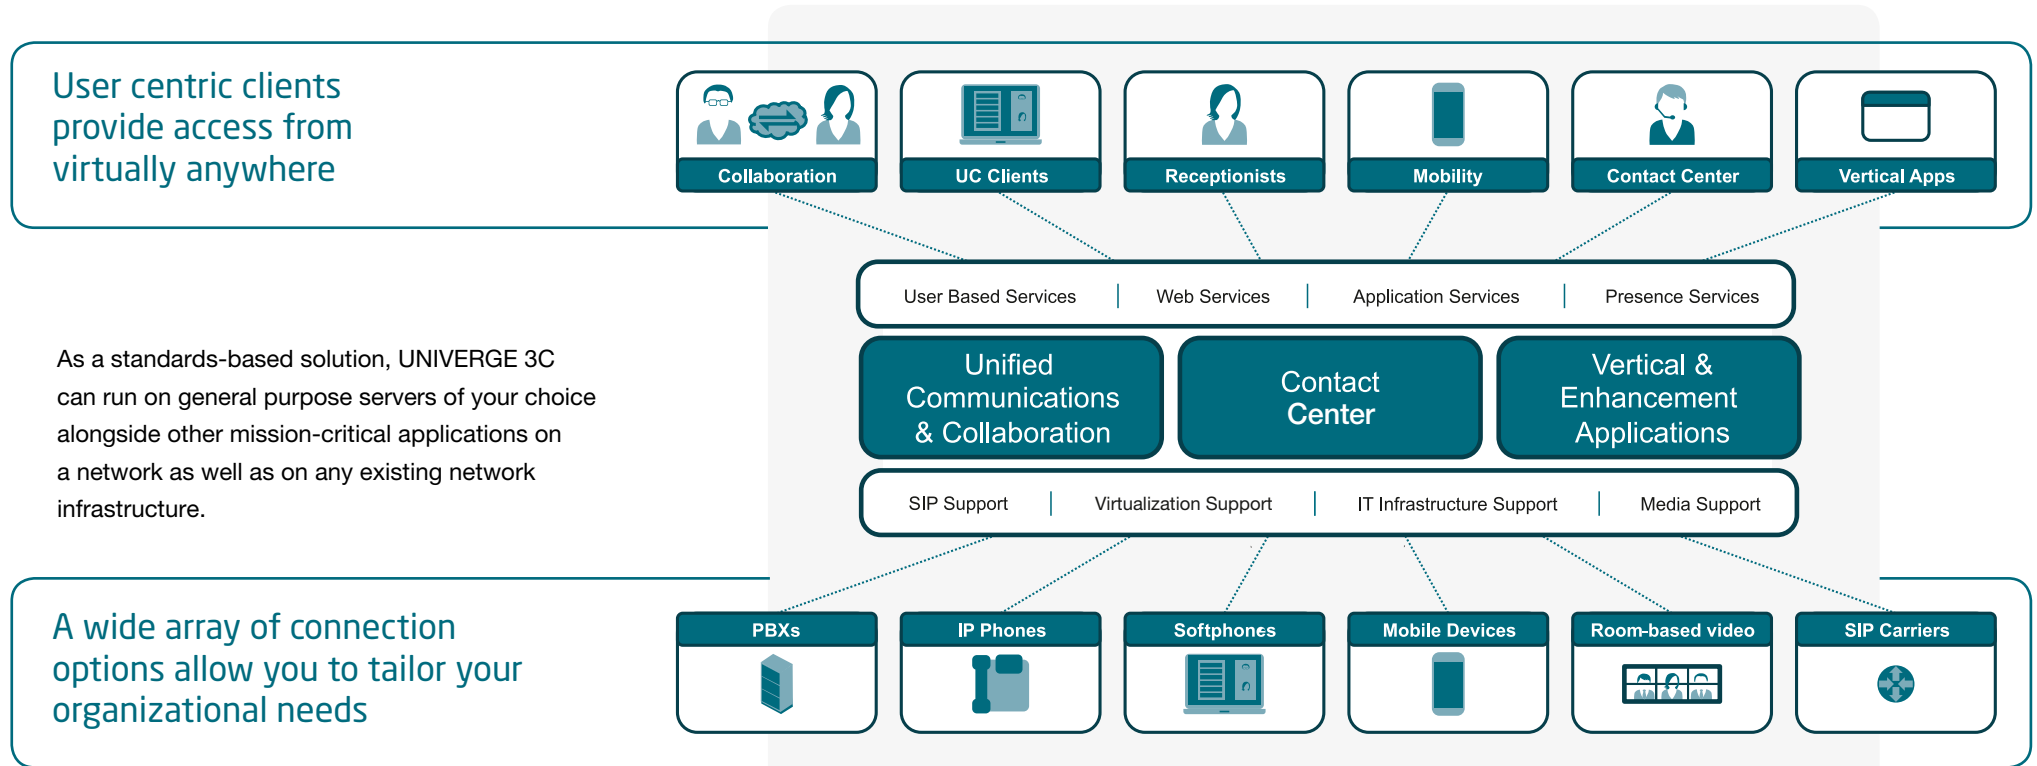 User centric clients
provide access from
virtually anywhere
Collaboration
UC Clients
Receptionists
Mobility
Contact Center
Vertical Apps
User Based Services
Web Services
Application Services
Presence Services
As a standards-based solution, UNIVERGE 3C
can run on general purpose servers of your choice
alongside other mission-critical applications on
a network as well as on any existing network
infrastructure.
Unified
Communications
& Collaboration
Contact
Center
Vertical &
Enhancement
Applications
SIP Support
Virtualization Support
IT Infrastructure Support
Media Support
A wide array of connection
options allow you to tailor your
organizational needs
PBXs
IP Phones
Softphones
Mobile Devices
Room-based video
SIP Carriers